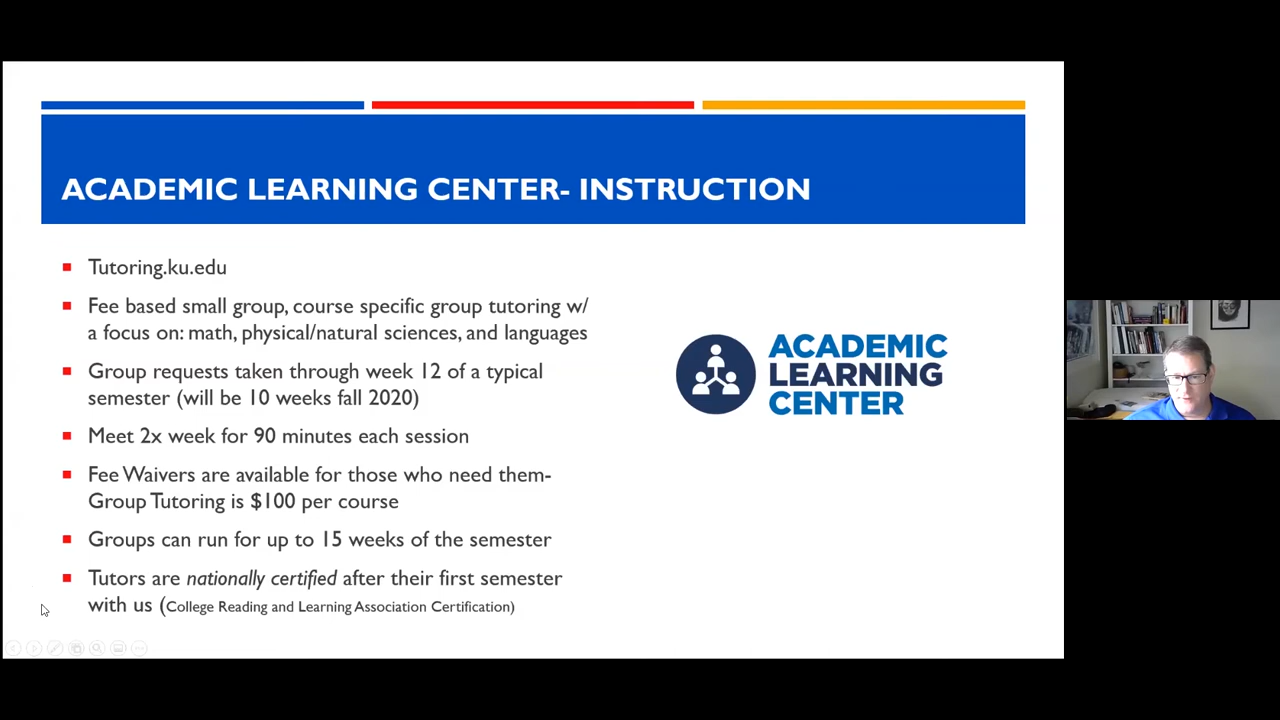 ACADEMIC LEARNING CENTER- INSTRUCTION
Tutoring.ku.edu
Fee based small group, course specific group tutoring w/
a focus on: math, physical/natural sciences, and languages
Group requests taken through week 12 of a typical
semester (will be 10 weeks fall 2020)
Meet 2x week for 90 minutes each session
Fee Waivers are available for those who need them-
Group Tutoring is $100 per course
Groups can run for up to 15 weeks of the semester
Tutors are nationally certified after their first semester
with us (College Reading and Learning Association Certification)
ACADEMIC
LEARNING
CENTER